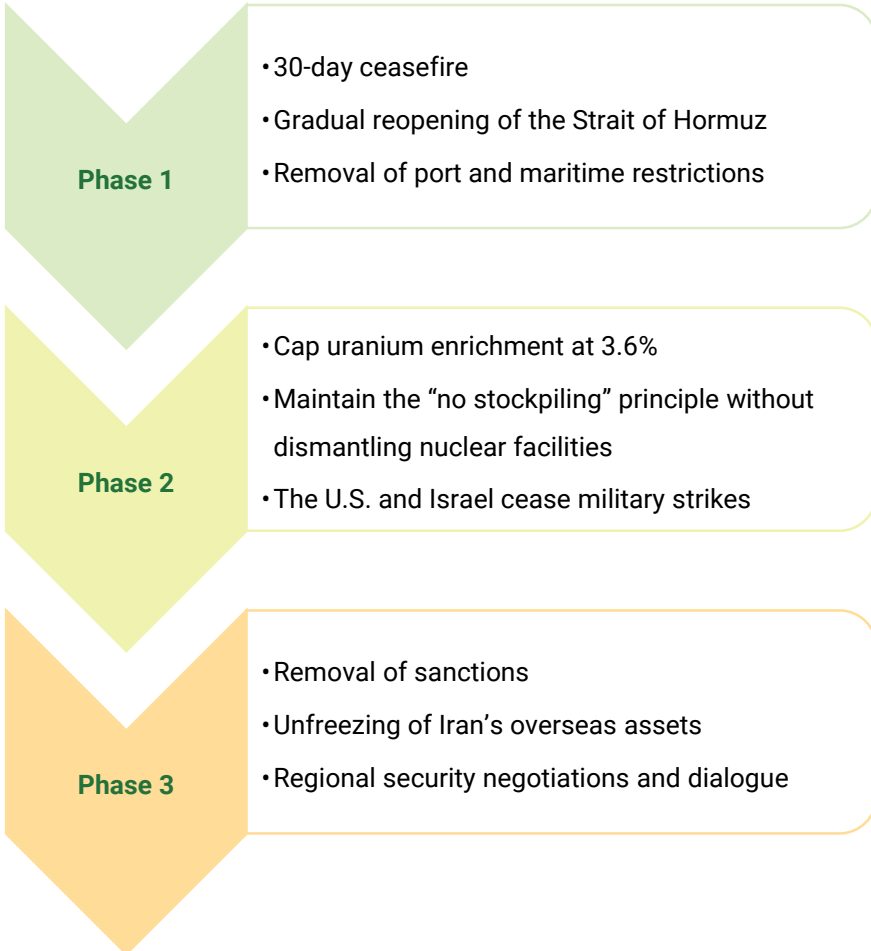 Phase 1
•30-day ceasefire
•Gradual reopening of the Strait of Hormuz
•Removal of port and maritime restrictions
Phase 2
•Cap uranium enrichment at 3.6%
•Maintain the “no stockpiling” principle without
dismantling nuclear facilities
•The U.S. and Israel cease military strikes
Phase 3
•Removal of sanctions
•Unfreezing of Iran’s overseas assets
•Regional security negotiations and dialogue